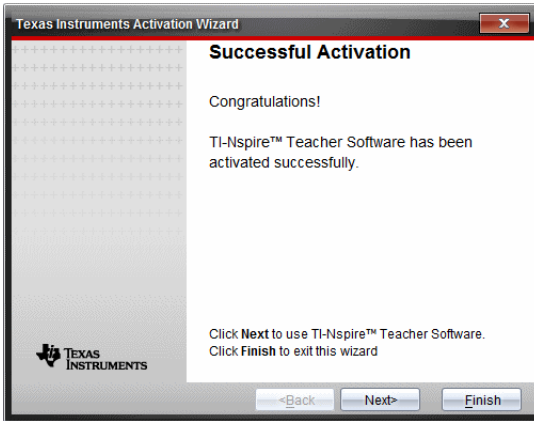 Texas Instruments Activation Wizard
X
Successful Activation
Congratulations!
TI-Nspire™ Teacher Software has been
activated successfully.
Click Next to use TI-Nspire™ Teacher Software.
Click Finish to exit this wizard
TEXAS
INSTRUMENTS
<Back Next> Finish